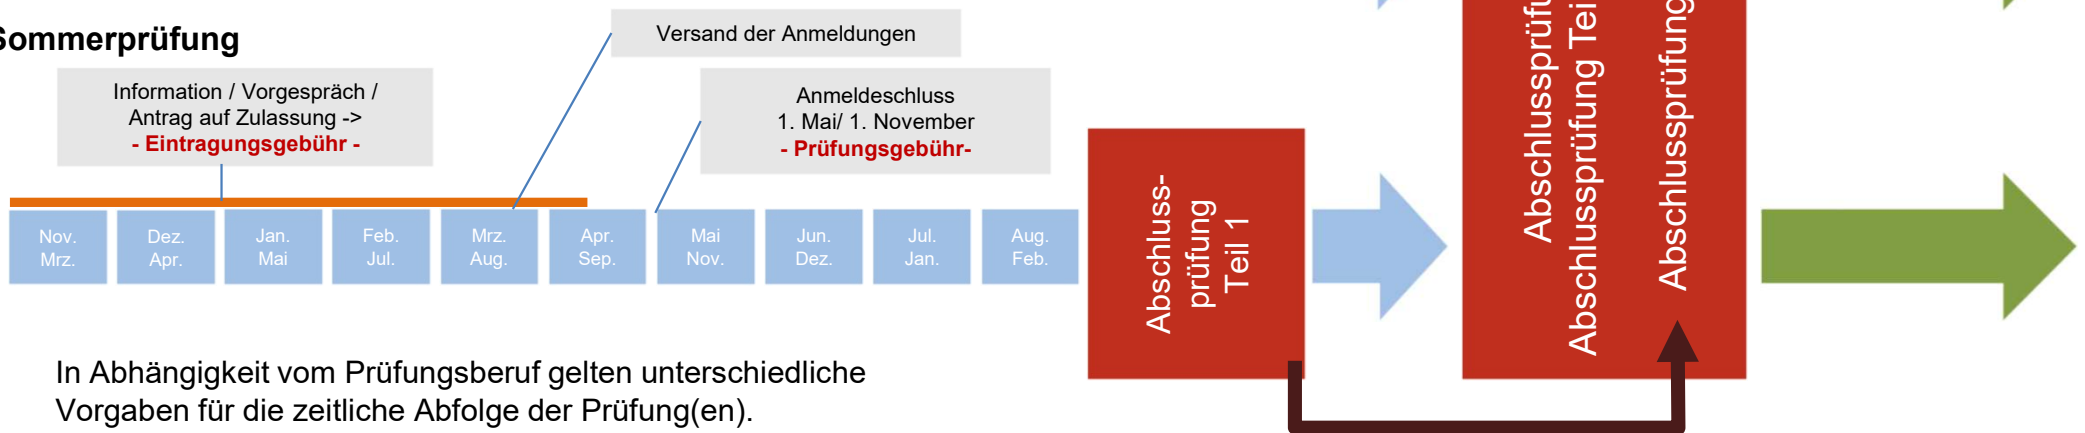 Sommerprüfung
Versand der Anmeldungen
Information / Vorgespräch /
Antrag auf Zulassung ->
- Eintragungsgebühr -
Anmeldeschluss
1. Mai/ 1. November
- Prüfungsgebühr-
Nov.
Mrz.
Dez.
Apr.
Jan.
Mai
Feb.
Jul.
Mrz.
Aug.
Apr.
Sep.
Mai
Nov.
Jun.
Dez.
Jul.
Jan.
Aug.
Feb.
Abschluss-
prüfung
Teil 1
Abschlussprüfu
Abschlussprüfung Tei
Abschlussprüfung
In Abhängigkeit vom Prüfungsberuf gelten unterschiedliche
Vorgaben für die zeitliche Abfolge der Prüfung(en).